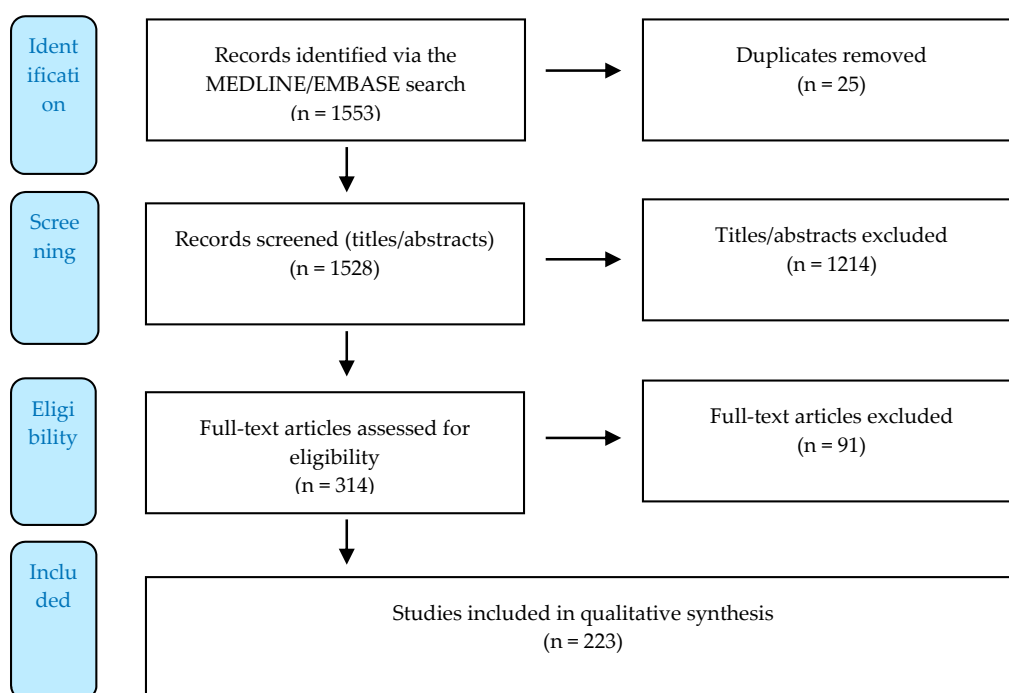 Ident
ificati
on
Records identified via the
MEDLINE/EMBASE search
(n = 1553)
Duplicates removed
(n = 25)
Scree
ning
Records screened (titles/abstracts)
(n = 1528)
Titles/abstracts excluded
(n = 1214)
Eligi
bility
Full-text articles assessed for
eligibility
(n = 314)
Full-text articles excluded
(n = 91)
Inclu
ded
Studies included in qualitative synthesis
(n = 223)